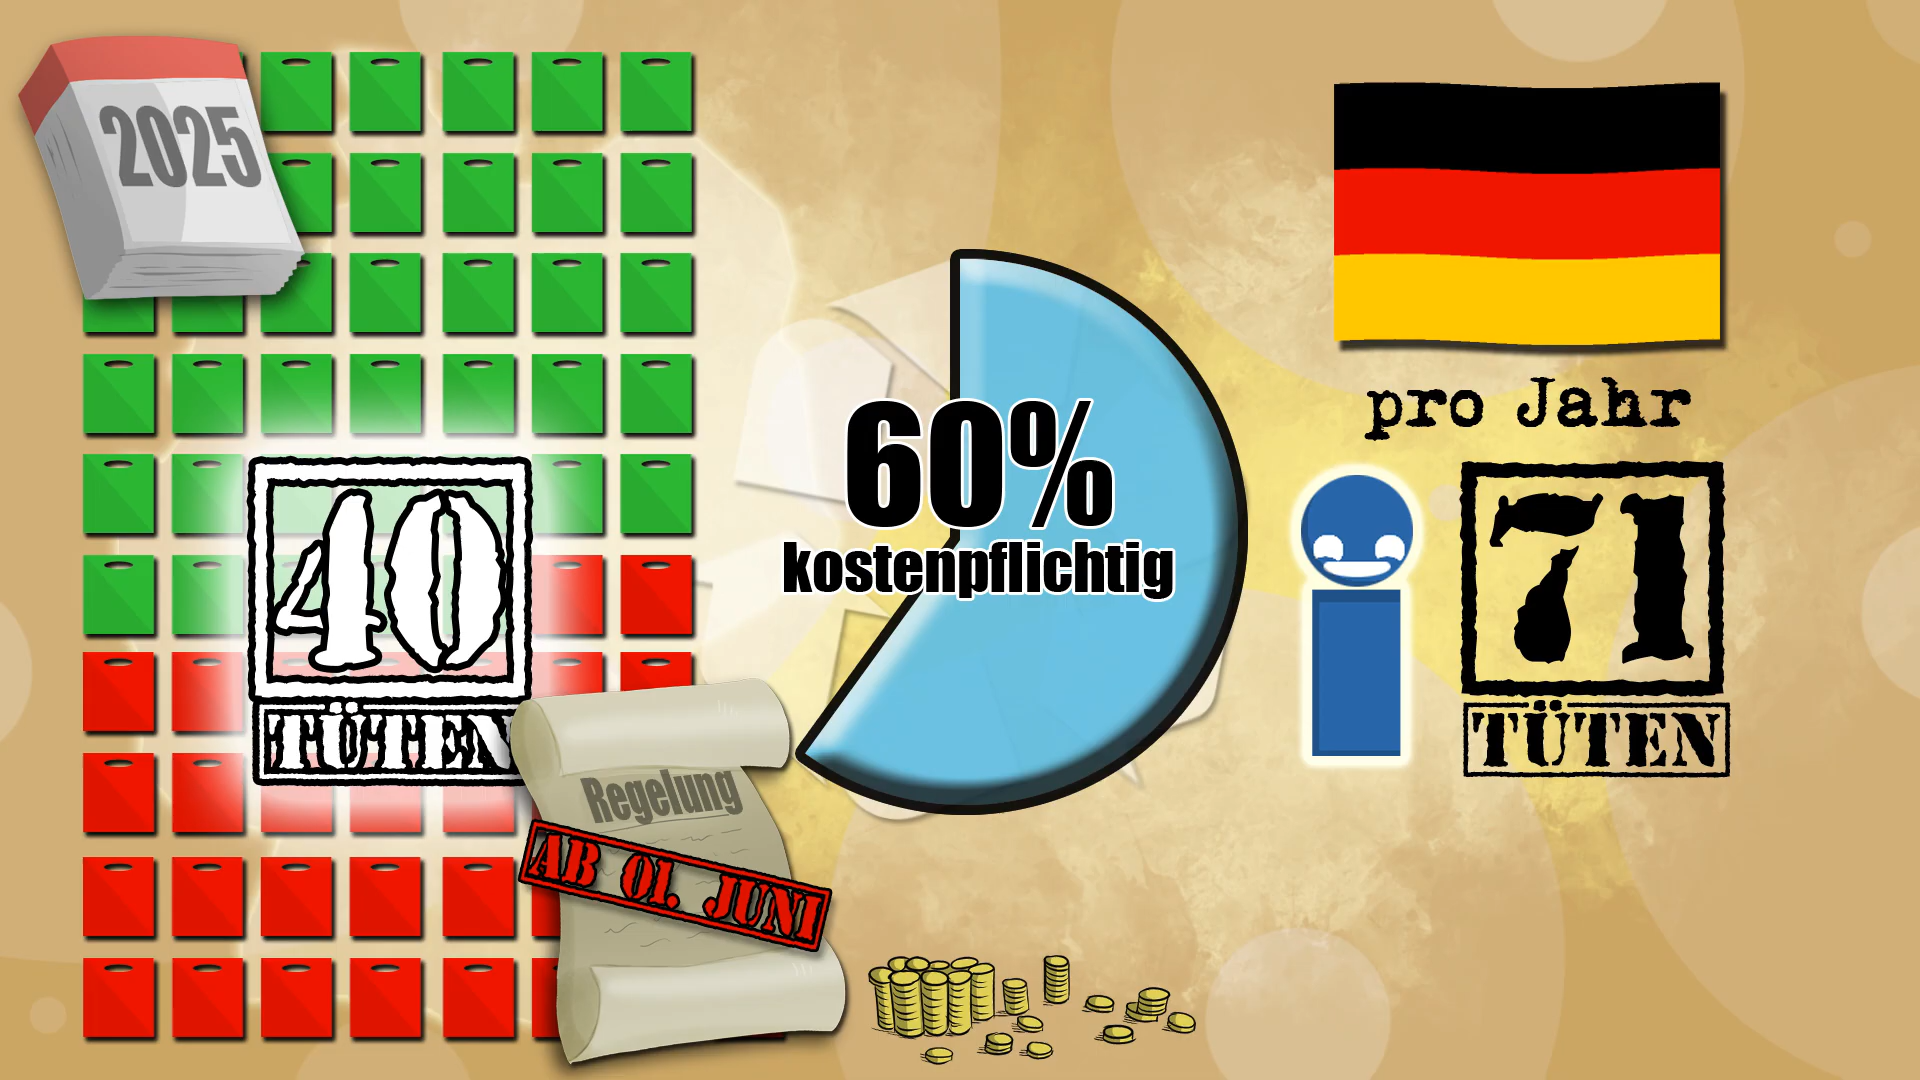 2025
40
TÜTEN
Regelung
AB 01. JUNI
60%
kostenpflichtig
pro Jahr
71
TÜTEN